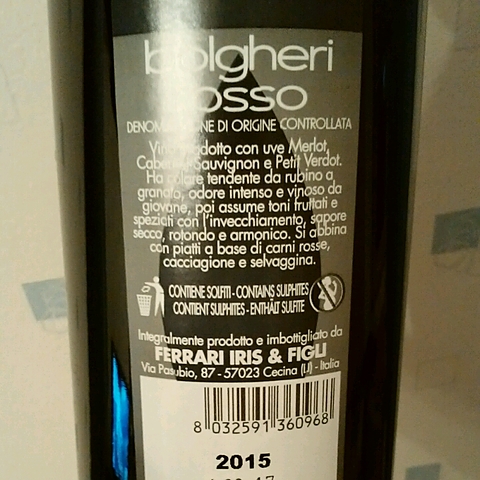 bolgheri
rosso
DENOMINAZIONE DI ORIGINE CONTROLLATA
Vino prodotto con uve Merlot,
Cabernet Sauvignon e Petit Verdot.
Ha colore tendente da rubino a
granato, odore intenso e vinoso da
giovane, poi assume toni fruttati e
speziati con l'invecchiamento, sapore
secco, rotondo e armonico. Si abbina
con piatti a base di carni rosse,
cacciagione e selvaggina.
CONTIENE SOLFITI - CONTAINS SULPHITES
CONTIENT SULPHITES - ENTHÄLT SULFITE
Integralmente prodotto e imbottigliato da
FERRARI IRIS & FIGLI
Via Pasubio, 87 - 57023 Cecina (LI) - Italia
8 032591 360968
2015